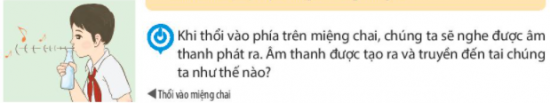 Khi thổi vào phía trên miệng chai, chúng ta sẽ nghe được âm
thanh phát ra. Âm thanh được tạo ra và truyền đến tai chúng
ta như thế nào?
◀Thổi vào miệng chai